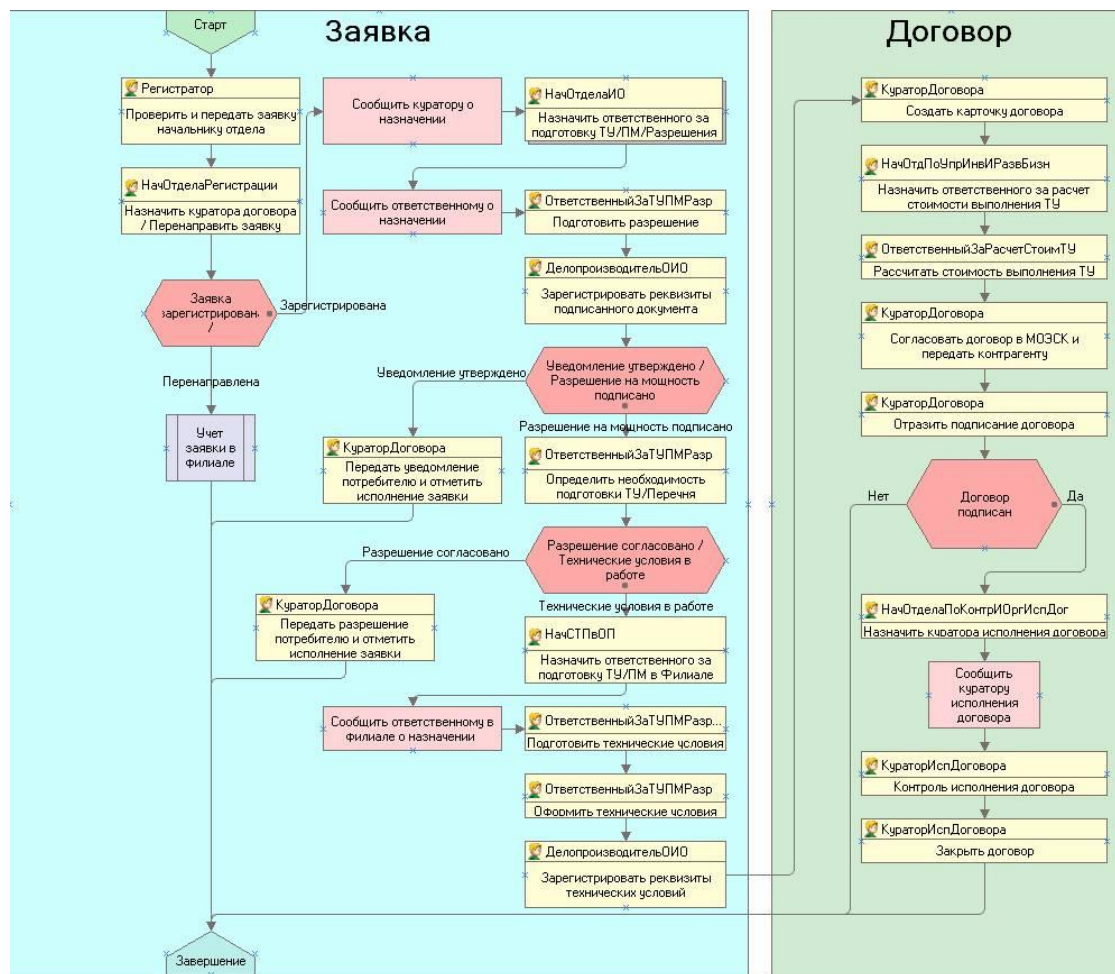 Заявка
Старт
Регистратор
Проверить и передать заявку
начальнику отдела
НачОтделаРегистрации
Назначить куратора договора
/ Перенаправить заявку
Заявка
зарегистрирована
/
Зарегистрирована
Перенаправлена
Учет
заявки в
филиале
Сообщить куратору о
назначении
НачОтделаИО
Назначить ответственного за
подготовку ТУ/ПМ/Разрешения
Сообщить ответственному о
назначении
ОтветственныйЗаТУПМРазр
Подготовить разрешение
ДелопроизводительОИО
Зарегистрировать реквизиты
подписанного документа
Уведомление утверждено /
Разрешение на мощность
подписано
Уведомление утверждено
Разрешение на мощность подписано
КураторДоговора
Передать уведомление
потребителю и отметить
исполнение заявки
ОтветственныйЗаТУПМРазр
Определить необходимость
подготовки ТУ/Перечня
Разрешение согласовано /
Технические условия в
работе
Разрешение согласовано
Технические условия в работе
КураторДоговора
Передать разрешение
потребителю и отметить
исполнение заявки
НачСТПвОП
Назначить ответственного за
подготовку ТУ/ПМ в Филиале
Сообщить ответственному в
филиале о назначении
ОтветственныйЗаТУПМРазр...
Подготовить технические условия
ОтветственныйЗаТУПМРазр
Оформить технические условия
ДелопроизводительОИО
Зарегистрировать реквизиты
технических условий
Завершение
Договор
КураторДоговора
Создать карточку договора
НачОтдПоУпрИнвИРазвБизн
Назначить ответственного за расчет
стоимости выполнения ТУ
ОтветственныйЗаРасчетСтоимТУ
Рассчитать стоимость выполнения ТУ
КураторДоговора
Согласовать договор в МОЭСК и
передать контрагенту
КураторДоговора
Отразить подписание договора
Договор
подписан
Нет
Да
НачОтделаПоКонтрИОргИспДог
Назначить куратора исполнения договора
Сообщить
куратору
исполнения
договора
КураторИспДоговора
Контроль исполнения договора
КураторИспДоговора
Закрыть договор